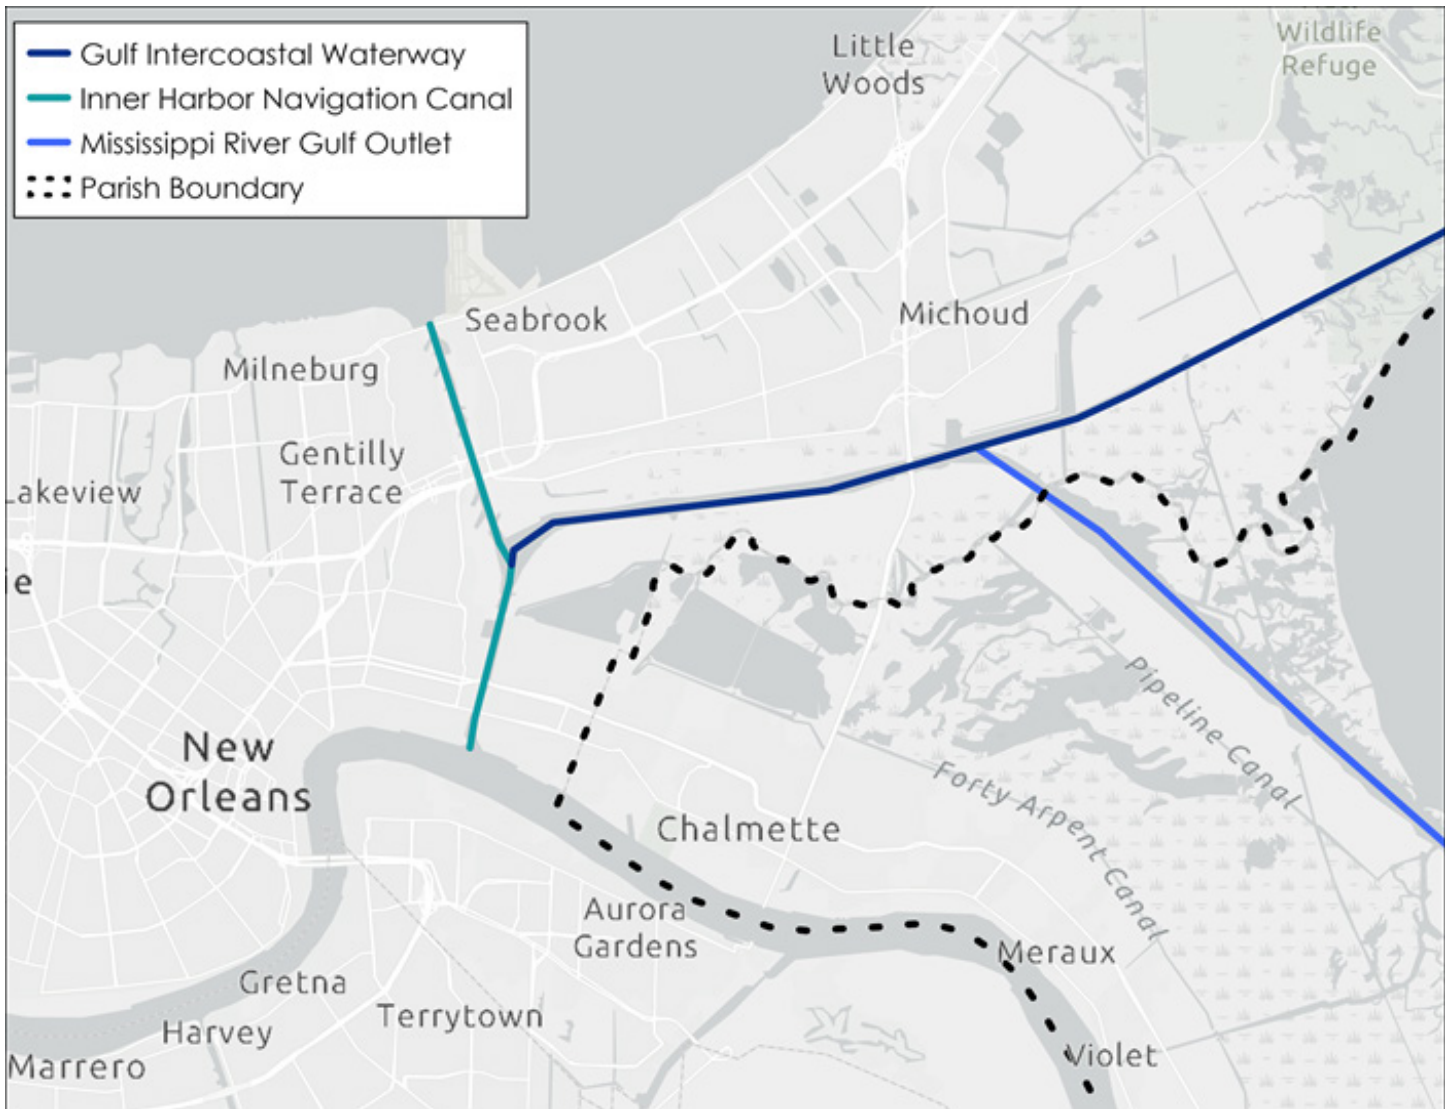 Gulf Intercoastal Waterway
Inner Harbor Navigation Canal
Mississippi River Gulf Outlet
Parish Boundary
Little
Woods
Wildlife
Refuge
Seabrook
Michoud
Milneburg
Gentilly
Terrace
Lakeview
ie
New
Orleans
Pipeline Canal
Forty Arpent Canal
Chalmette
Aurora
Gardens
Meraux
Gretna
Terrytown
Harvey
Violet
Marrero